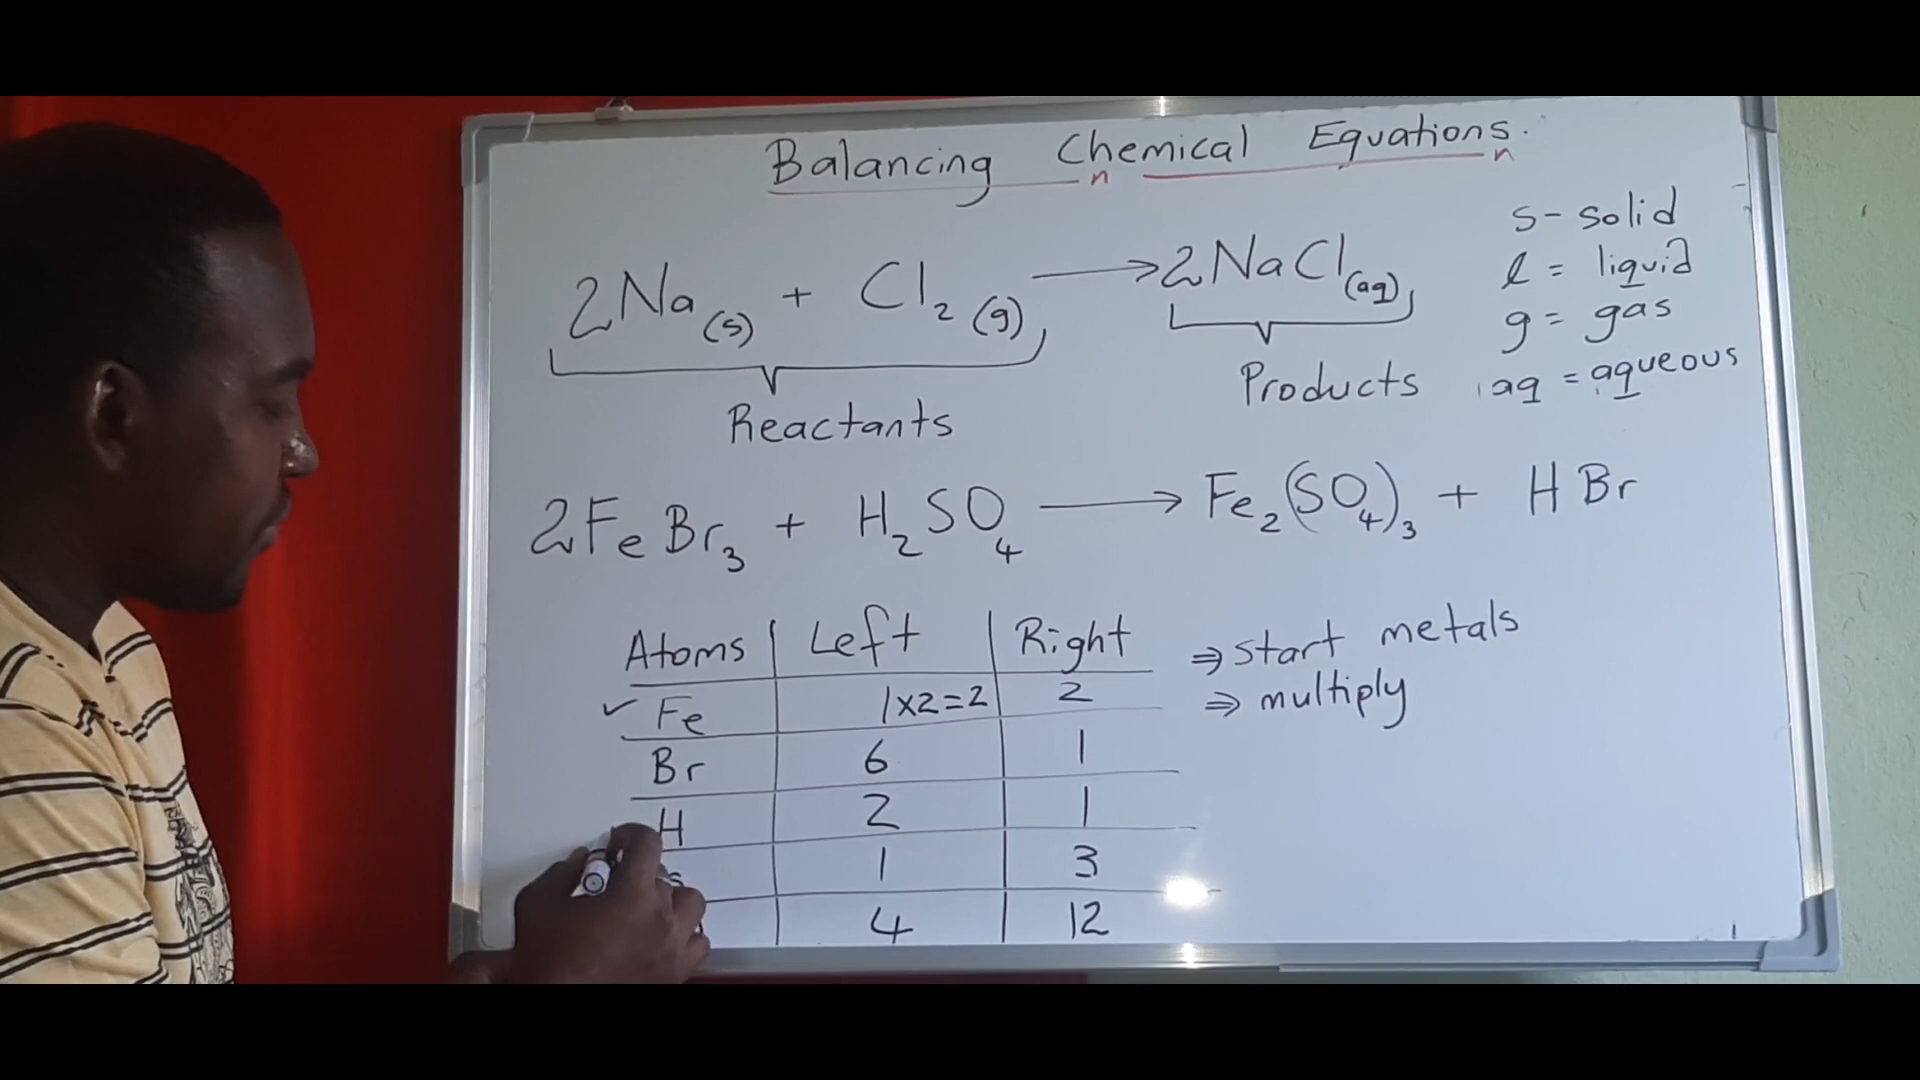 Balancing Chemical Equations.
2Na(s) + Cl2(g) → 2NaCl(aq)
Reactants
Products
s- solid
l = liquid
g = gas
aq = aqueous
2FeBr3 + H2SO4 → Fe2(SO4)3 + HBr
Atoms Left Right
✓ Fe 1x2=2 2
Br 6 1
H 2 1
s 1 3
4 12
⇒ start metals
⇒ multiply